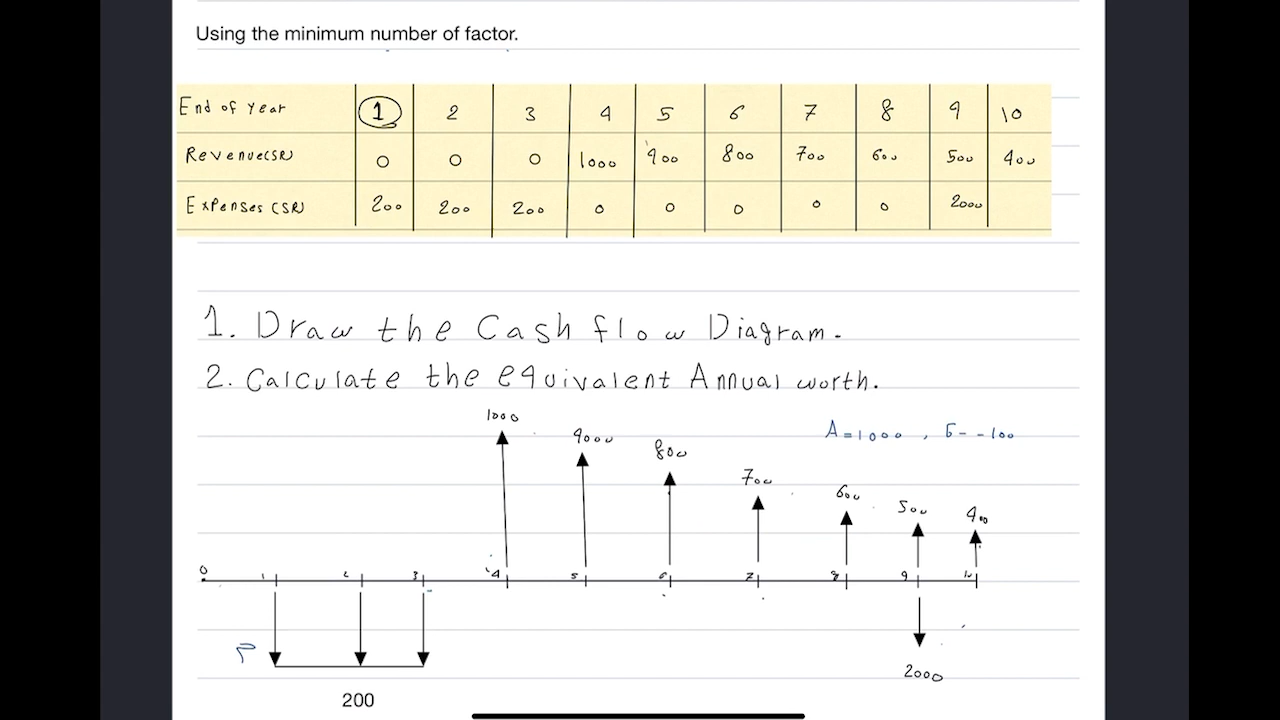 Using the minimum number of factor.
End of year 1 2 3 4 5 6 7 8 9 10
Revenue(SR) 0 0 0 1000 900 800 700 600 500 400
Expenses (SR) 200 200 200 0 0 0 0 0 2000
1. Draw the Cash flow Diagram.
2. Calculate the equivalent Annual worth.
1000 9000 800 700 600 500 400
A=1000 , G--100
0 1 2 3 4 5 6 7 8 9 10
P
200
2000